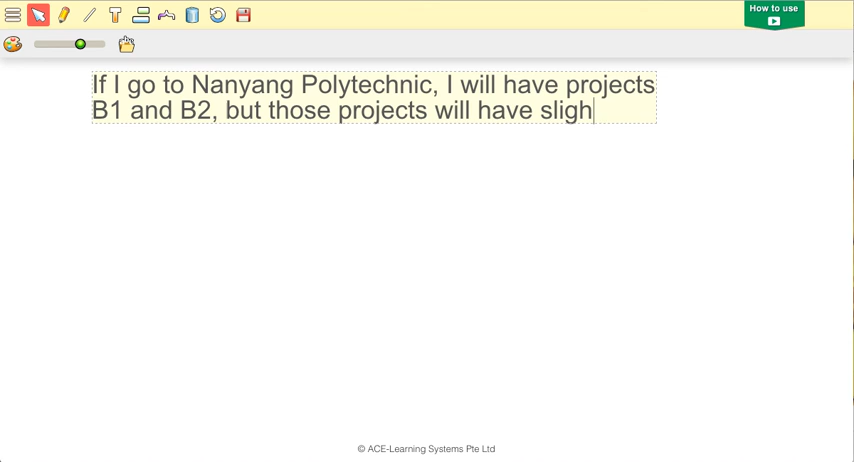 How to use
If I go to Nanyang Polytechnic, I will have projects
B1 and B2, but those projects will have sligh
© ACE-Learning Systems Pte Ltd